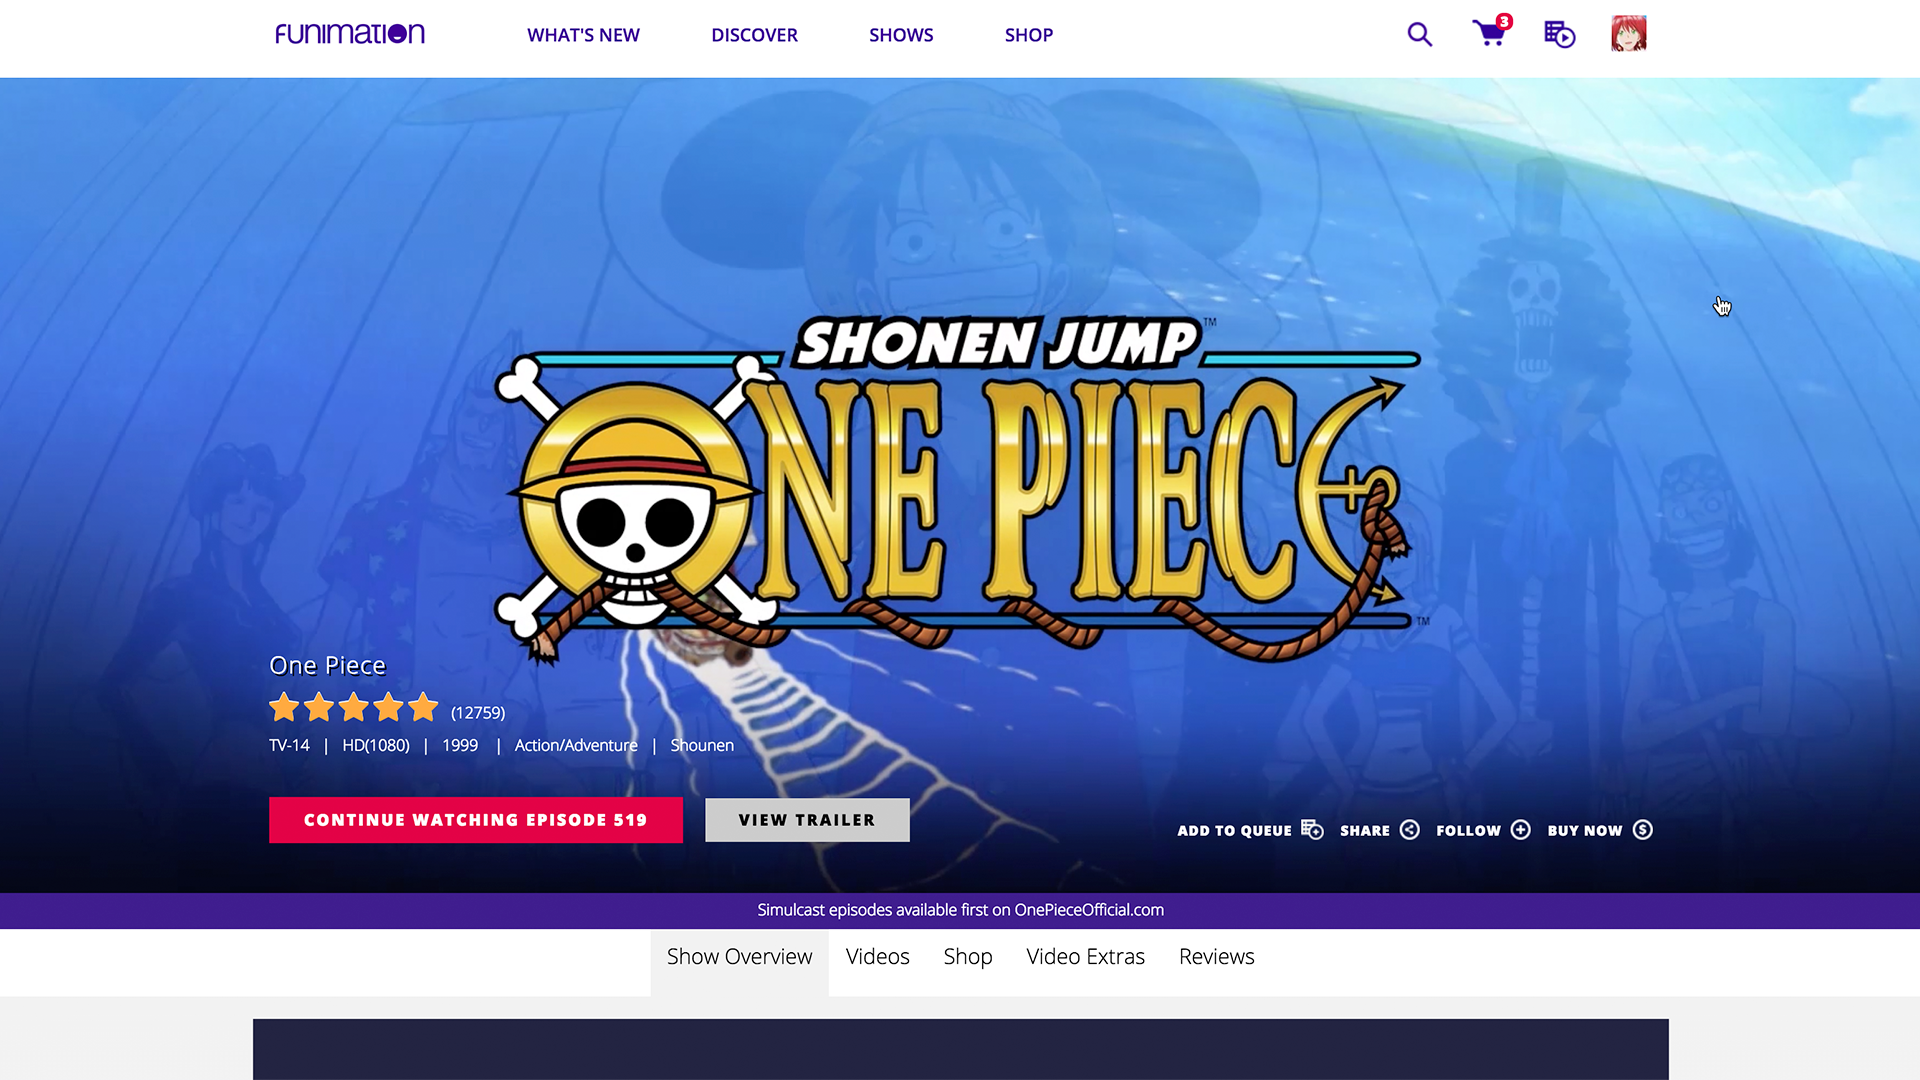 FUNIMATION
WHAT'S NEW
DISCOVER
SHOWS
SHOP
3
SHONEN JUMP™
ONE PIECE™
One Piece
(12759)
TV-14 | HD(1080) | 1999 | Action/Adventure | Shounen
CONTINUE WATCHING EPISODE 519
VIEW TRAILER
ADD TO QUEUE
SHARE
FOLLOW
BUY NOW
Simulcast episodes available first on OnePieceOfficial.com
Show Overview
Videos
Shop
Video Extras
Reviews